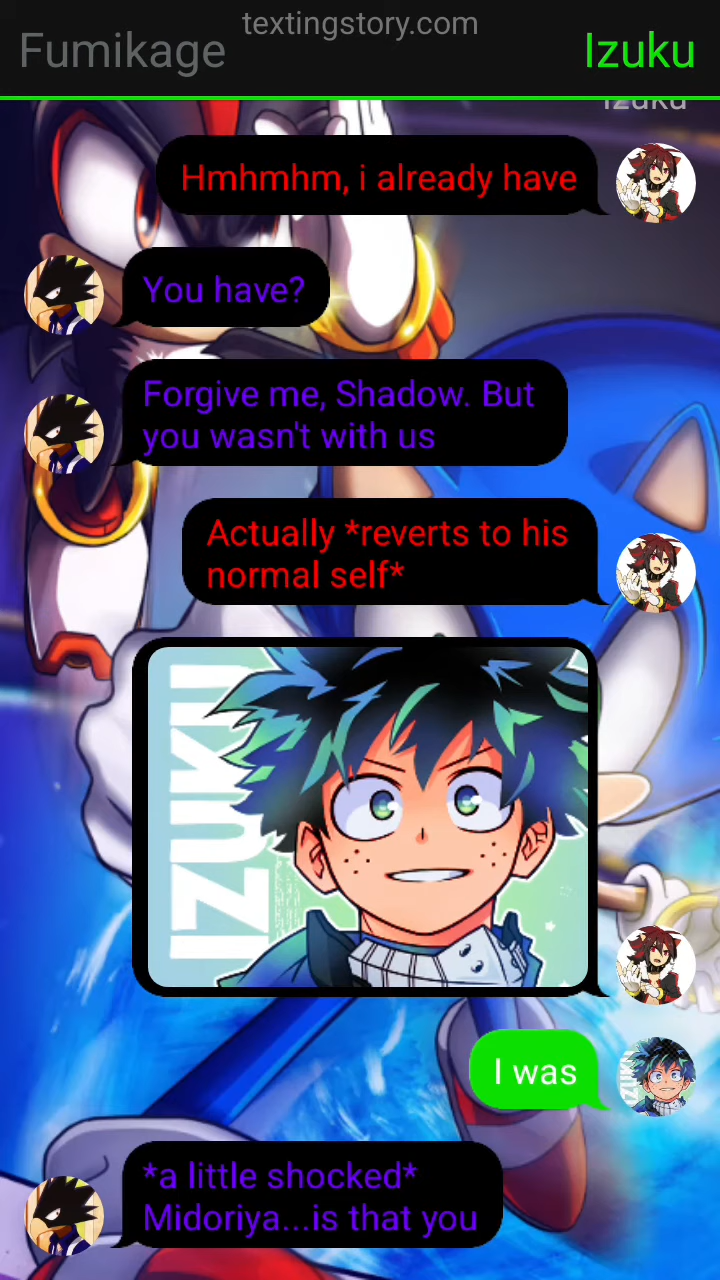 textingstory.com
Fumikage
Izuku
Izuku
Hmhmhm, i already have
You have?
Forgive me, Shadow. But
you wasn't with us
Actually *reverts to his
normal self*
IZUKU
I was
IZUKU
*a little shocked*
Midoriya...is that you